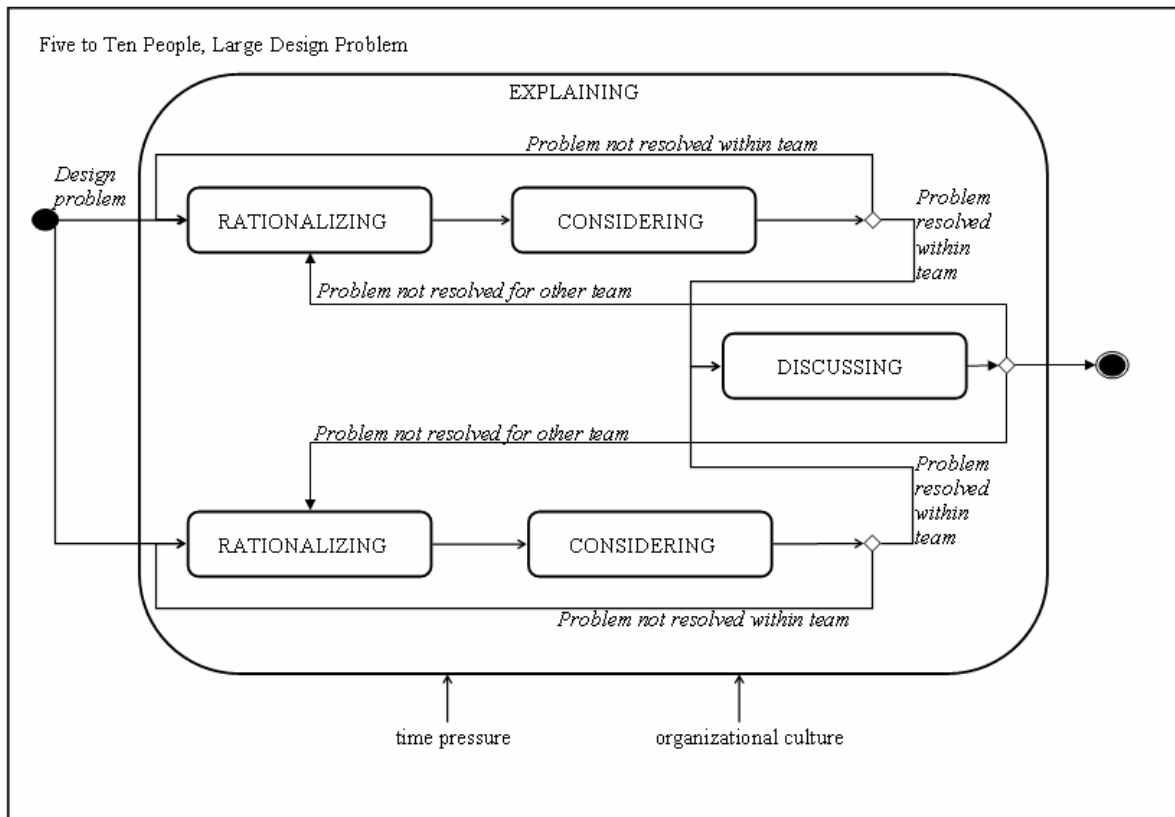 Five to Ten People, Large Design Problem
EXPLAINING
Problem not resolved within team
Design
problem
RATIONALIZING
CONSIDERING
Problem
resolved
within
team
Problem not resolved for other team
DISCUSSING
Problem not resolved for other team
Problem
resolved
within
team
RATIONALIZING
CONSIDERING
Problem not resolved within team
time pressure
organizational culture